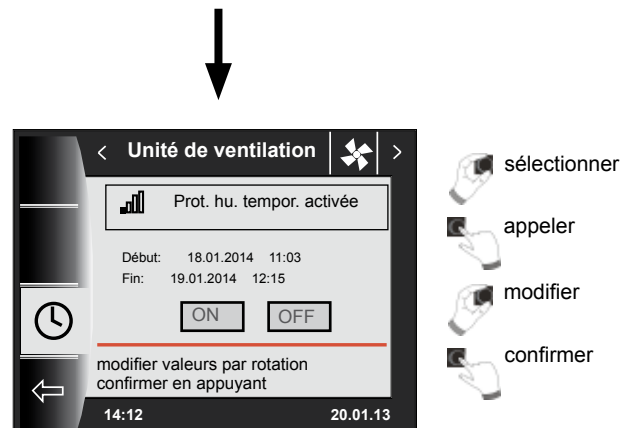 < Unité de ventilation >
Prot. hu. tempor. activée
Début: 18.01.2014 11:03
Fin: 19.01.2014 12:15
ON OFF
modifier valeurs par rotation
confirmer en appuyant
14:12 20.01.13
sélectionner
appeler
modifier
confirmer